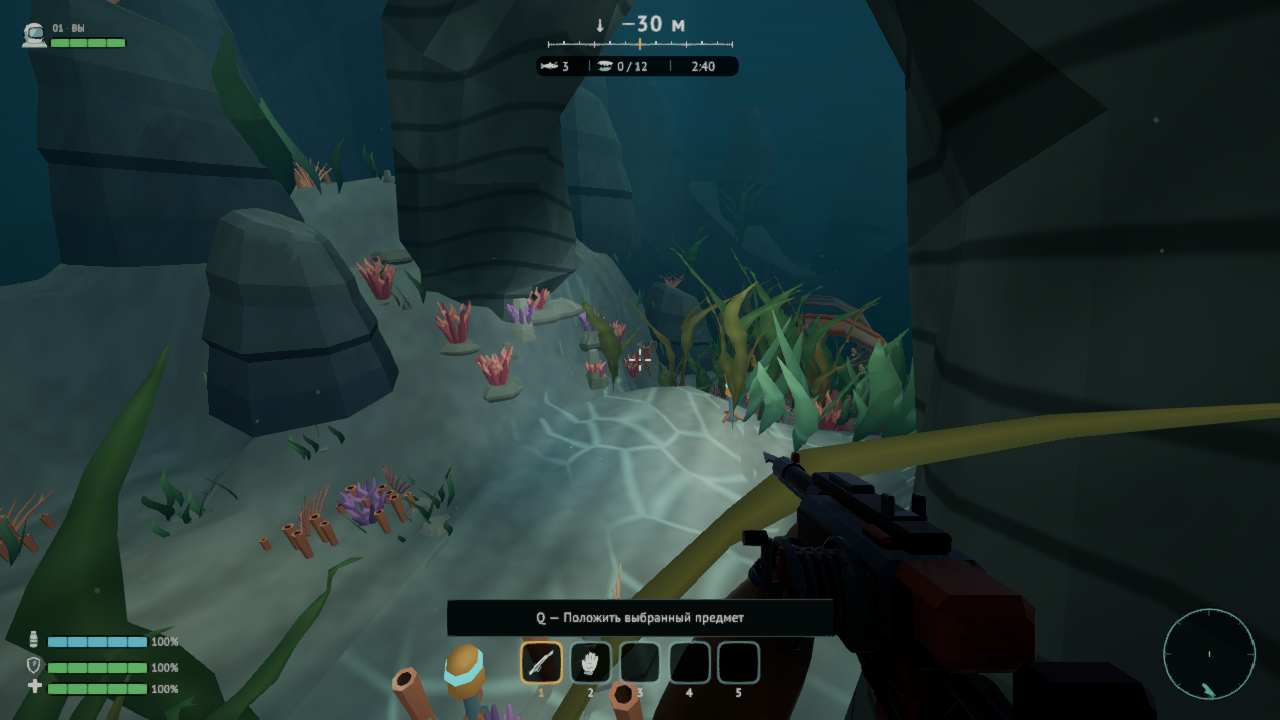 01 · ВЫ
−30 м
3 0/12 2:40
Q — Положить выбранный предмет
100%
100%
100%
1 2 3 4 5